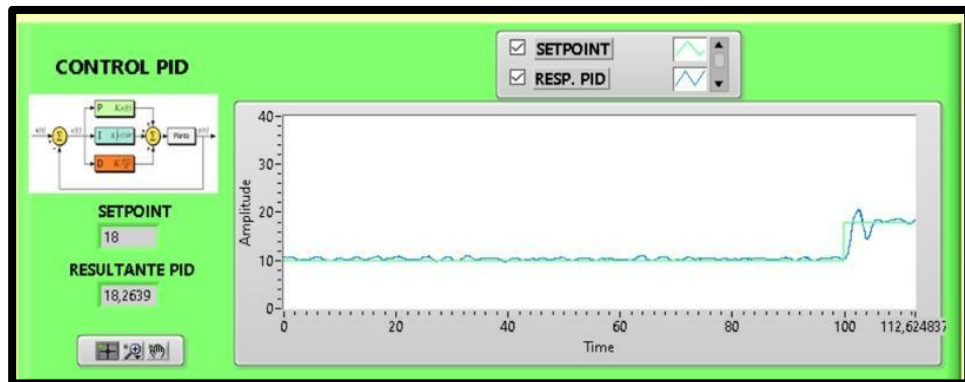 CONTROL PID
SETPOINT
RESP. PID
P
I
D
Planta
SETPOINT
18
RESULTANTE PID
18,2639
Amplitude
40
30
20
10
0
0
20
40
60
80
100
112,624837
Time